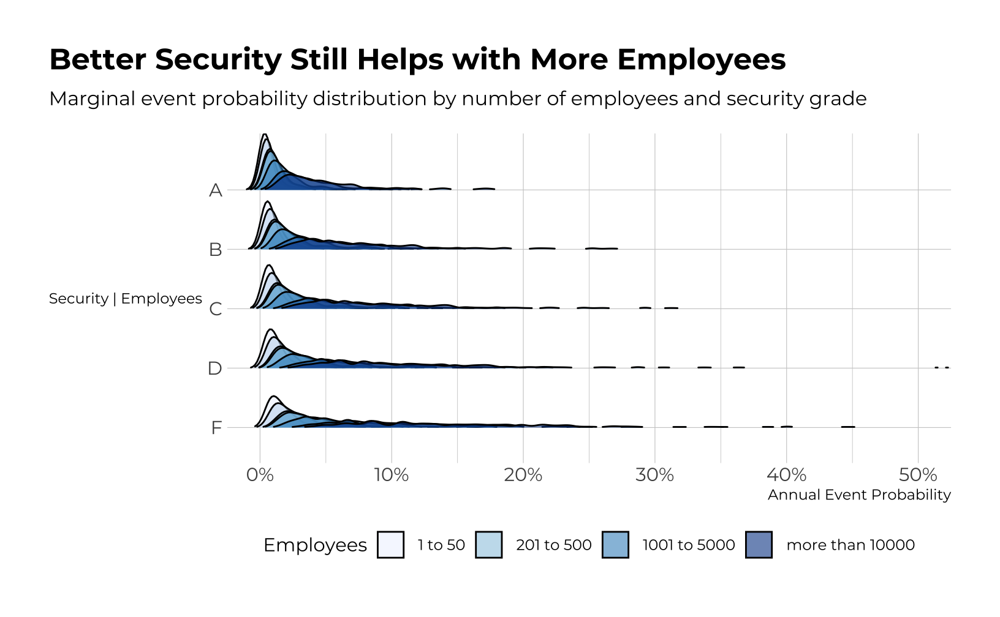 Better Security Still Helps with More Employees
Marginal event probability distribution by number of employees and security grade
A
B
Security | Employees
C
D
F
0% 10% 20% 30% 40% 50%
Annual Event Probability
Employees 1 to 50 201 to 500 1001 to 5000 more than 10000